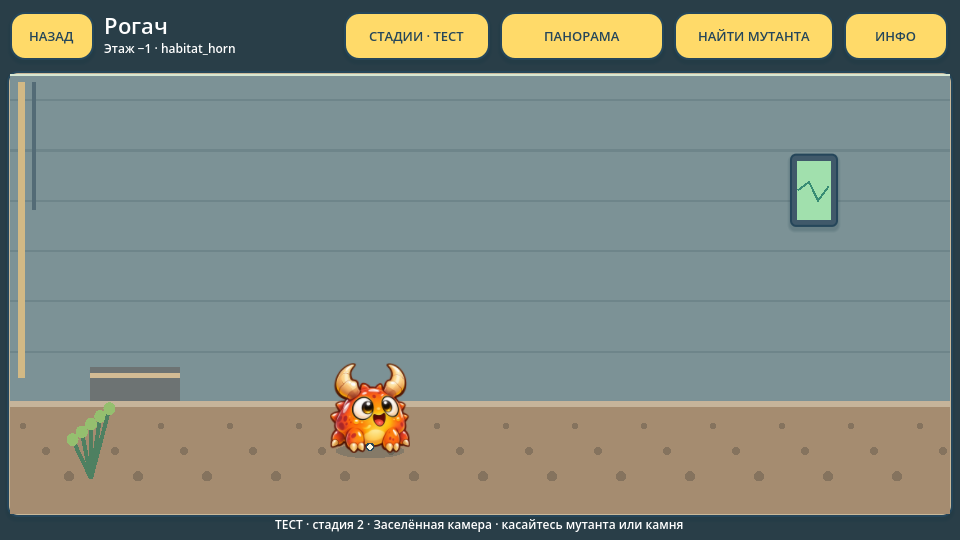 НАЗАД
Рогач
Этаж −1 · habitat_horn
СТАДИИ · ТЕСТ
ПАНОРАМА
НАЙТИ МУТАНТА
ИНФО
ТЕСТ · стадия 2 · Заселённая камера · касайтесь мутанта или камня